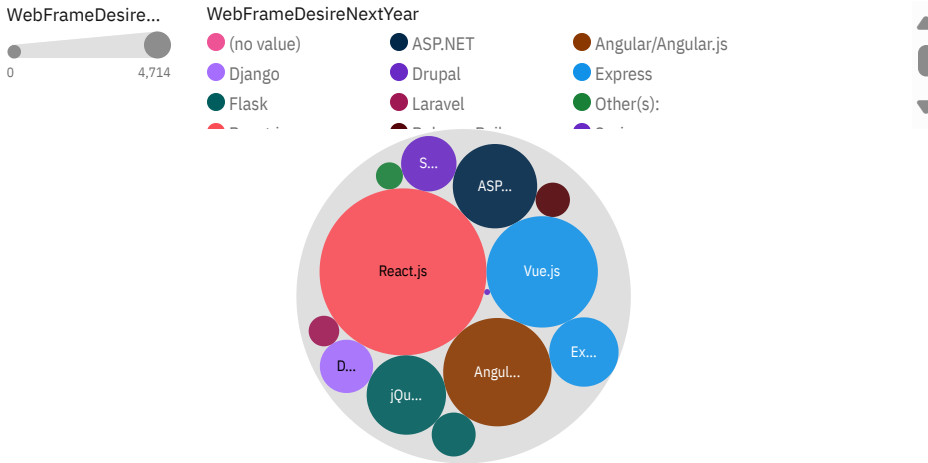 WebFrameDesire...
0
4,714
WebFrameDesireNextYear
(no value)
ASP.NET
Angular/Angular.js
Django
Drupal
Express
Flask
Laravel
Other(s):
S...
ASP...
React.js
Vue.js
Ex...
D...
Angul...
jQu...